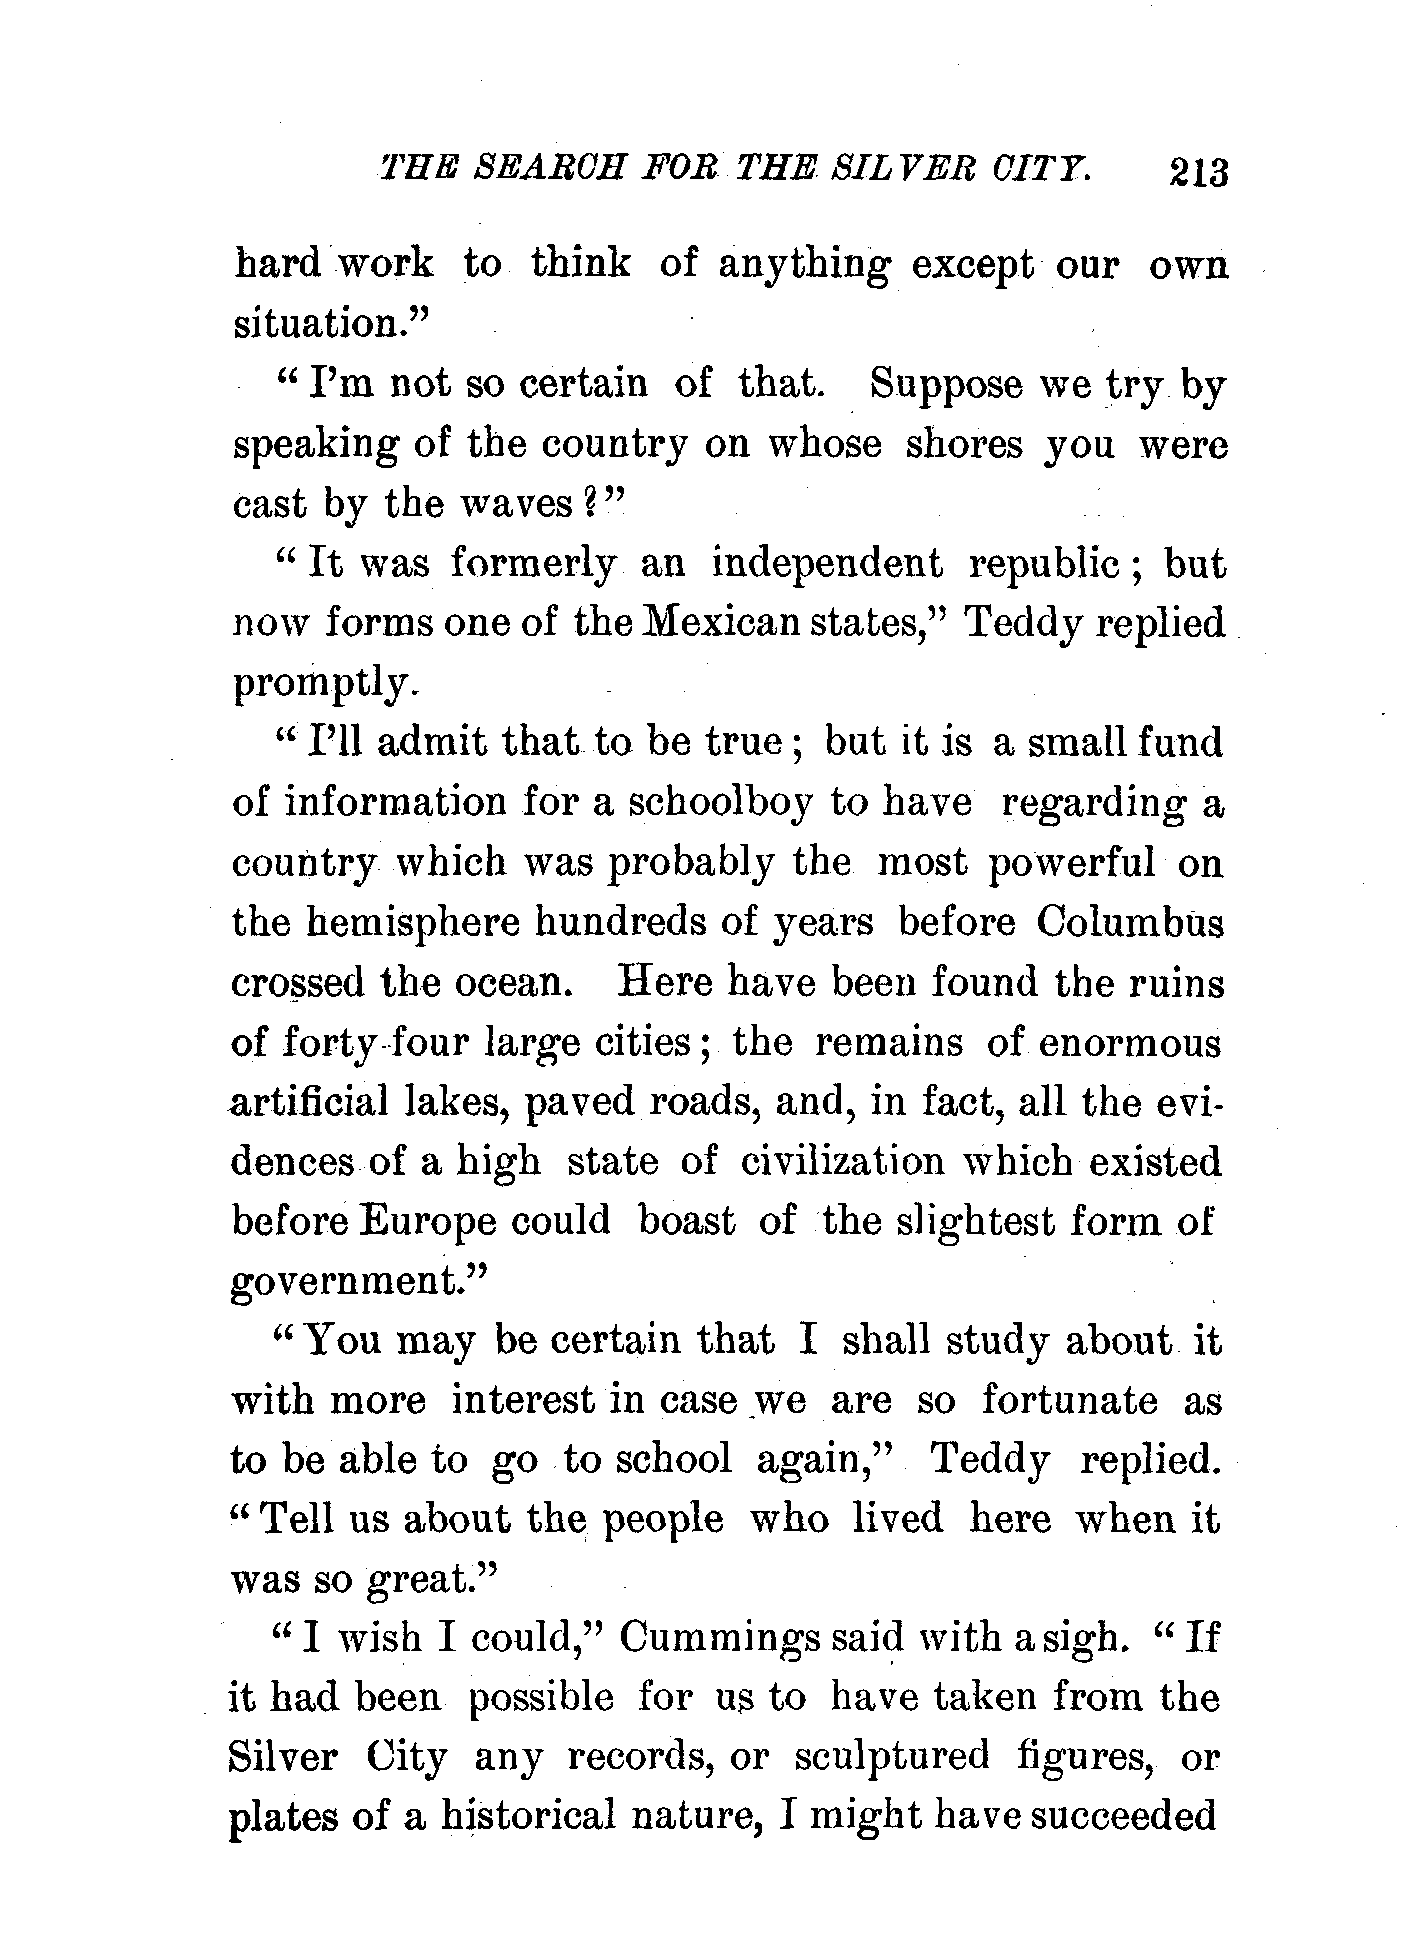 THE SEARCH FOR THE SILVER CITY. 213
hard work to think of anything except our own
situation."
"I'm not so certain of that. Suppose we try by
speaking of the country on whose shores you were
cast by the waves?"
"It was formerly an independent republic; but
now forms one of the Mexican states," Teddy replied
promptly.
"I'll admit that to be true; but it is a small fund
of information for a schoolboy to have regarding a
country which was probably the most powerful on
the hemisphere hundreds of years before Columbus
crossed the ocean. Here have been found the ruins
of forty-four large cities; the remains of enormous
artificial lakes, paved roads, and, in fact, all the evi-
dences of a high state of civilization which existed
before Europe could boast of the slightest form of
government."
"You may be certain that I shall study about it
with more interest in case we are so fortunate as
to be able to go to school again," Teddy replied.
"Tell us about the people who lived here when it
was so great."
"I wish I could," Cummings said with a sigh. "If
it had been possible for us to have taken from the
Silver City any records, or sculptured figures, or
plates of a historical nature, I might have succeeded